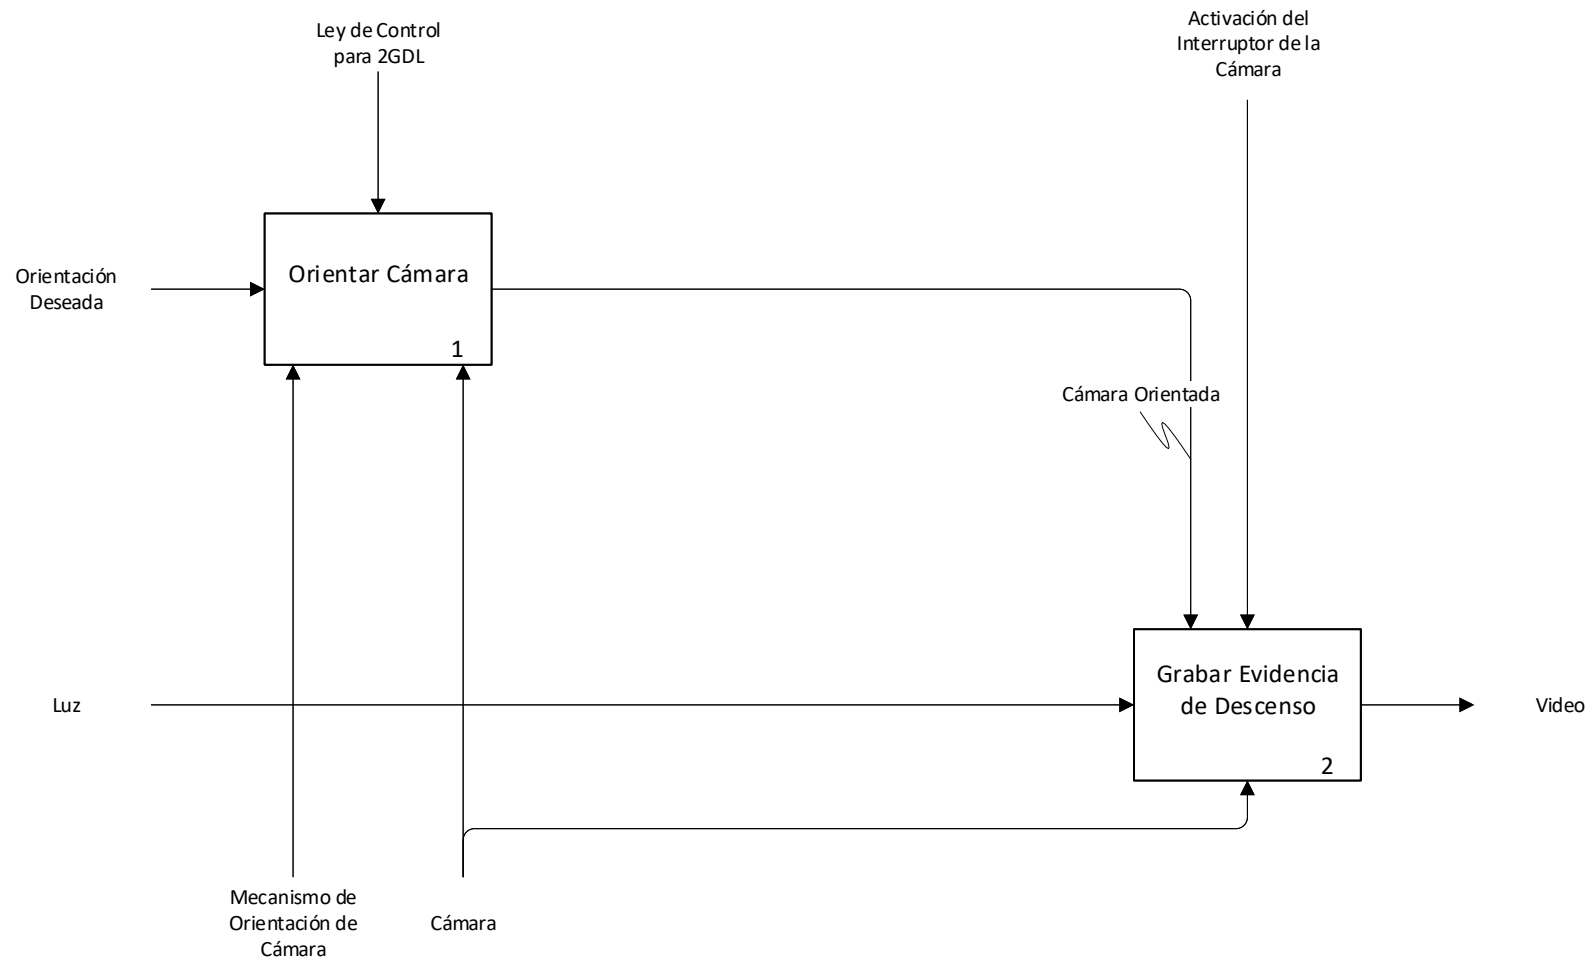 Ley de Control
para 2GDL
Activación del
Interruptor de la
Cámara
Orientación
Deseada
Orientar Cámara
1
Cámara Orientada
Luz
Grabar Evidencia
de Descenso
2
Video
Mecanismo de
Orientación de
Cámara
Cámara